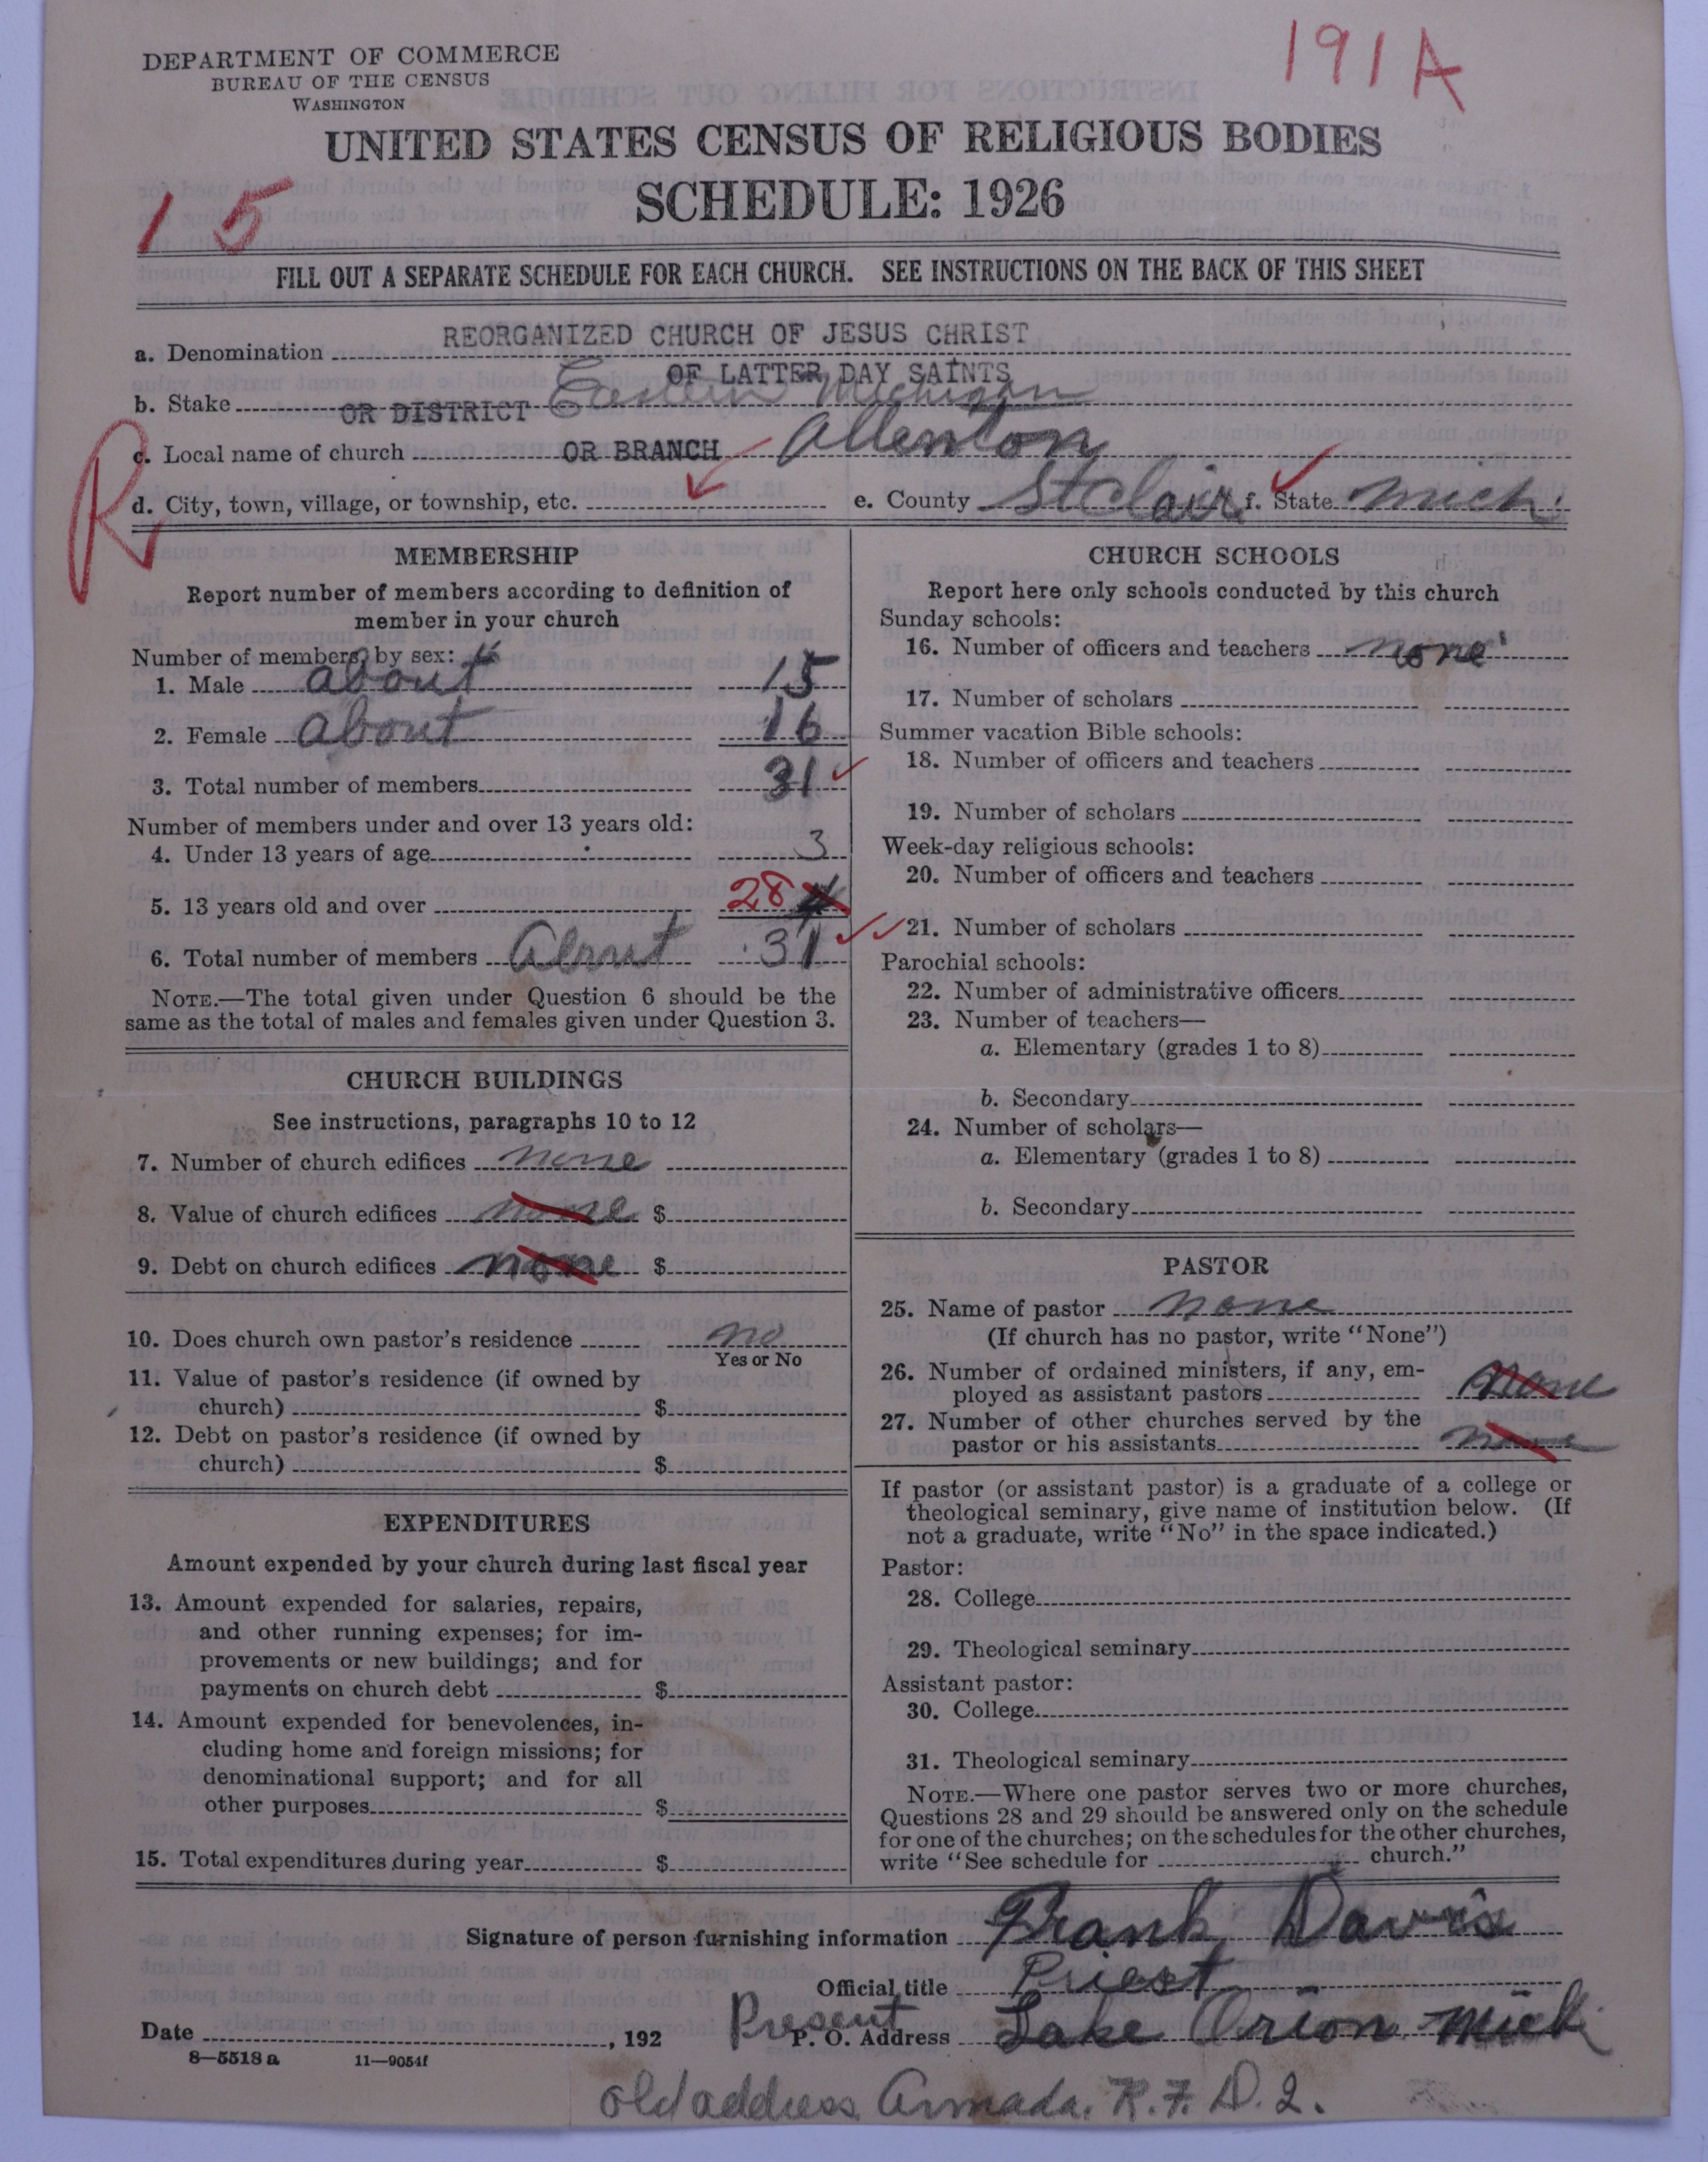 191A
DEPARTMENT OF COMMERCE
BUREAU OF THE CENSUS
WASHINGTON
UNITED STATES CENSUS OF RELIGIOUS BODIES
SCHEDULE: 1926
15
FILL OUT A SEPARATE SCHEDULE FOR EACH CHURCH. SEE INSTRUCTIONS ON THE BACK OF THIS SHEET
a. Denomination REORGANIZED CHURCH OF JESUS CHRIST
OF LATTER DAY SAINTS
b. Stake OR DISTRICT Eastern Michigan
R
c. Local name of church OR BRANCH Allenton
d. City, town, village, or township, etc. e. County St Clair f. State Mich.
MEMBERSHIP
Report number of members according to definition of
member in your church
Number of members, by sex:
1. Male about 15
2. Female about 16
3. Total number of members 31
Number of members under and over 13 years old:
4. Under 13 years of age 3
5. 13 years old and over 28
6. Total number of members About 31
NOTE.—The total given under Question 6 should be the
same as the total of males and females given under Question 3.
CHURCH BUILDINGS
See instructions, paragraphs 10 to 12
7. Number of church edifices none
8. Value of church edifices none $
9. Debt on church edifices none $
10. Does church own pastor's residence no
Yes or No
11. Value of pastor's residence (if owned by
church) $
12. Debt on pastor's residence (if owned by
church) $
EXPENDITURES
Amount expended by your church during last fiscal year
13. Amount expended for salaries, repairs,
and other running expenses; for im-
provements or new buildings; and for
payments on church debt $
14. Amount expended for benevolences, in-
cluding home and foreign missions; for
denominational support; and for all
other purposes $
15. Total expenditures during year $
CHURCH SCHOOLS
Report here only schools conducted by this church
Sunday schools:
16. Number of officers and teachers none
17. Number of scholars
Summer vacation Bible schools:
18. Number of officers and teachers
19. Number of scholars
Week-day religious schools:
20. Number of officers and teachers
21. Number of scholars
Parochial schools:
22. Number of administrative officers
23. Number of teachers—
a. Elementary (grades 1 to 8)
b. Secondary
24. Number of scholars—
a. Elementary (grades 1 to 8)
b. Secondary
PASTOR
25. Name of pastor none
(If church has no pastor, write "None")
26. Number of ordained ministers, if any, em-
ployed as assistant pastors none
27. Number of other churches served by the
pastor or his assistants none
If pastor (or assistant pastor) is a graduate of a college or
theological seminary, give name of institution below. (If
not a graduate, write "No" in the space indicated.)
Pastor:
28. College
29. Theological seminary
Assistant pastor:
30. College
31. Theological seminary
NOTE.—Where one pastor serves two or more churches,
Questions 28 and 29 should be answered only on the schedule
for one of the churches; on the schedules for the other churches,
write "See schedule for church."
Signature of person furnishing information Frank Davis
Official title Priest
Date , 192 Present P. O. Address Lake Orion Mich
8—5518 a 11—9054f
old address Armada. R. F. D. 2.